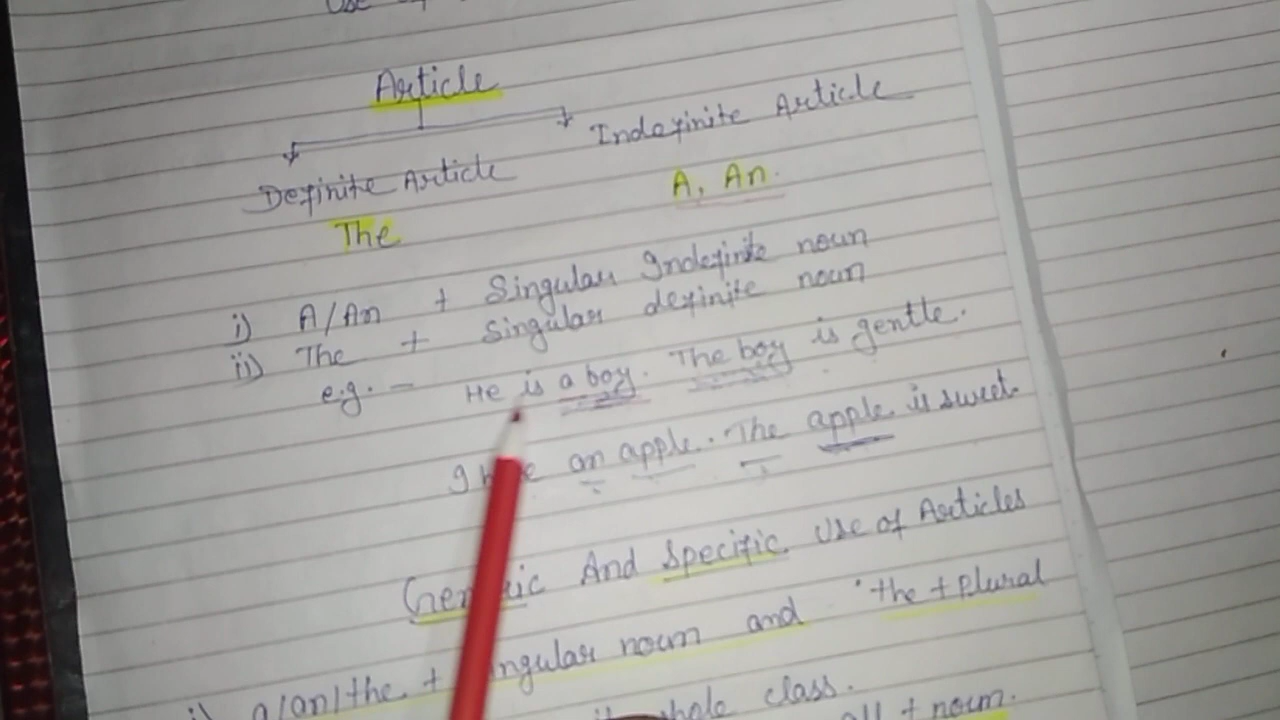 Use of
Article
Indefinite Article
Definite Article
A, An.
The
i) A/An + Singular Indefinite noun
ii) The + Singular definite noun
e.g. - He is a boy. The boy is gentle.
I an apple. The apple is sweet.
And Specific Use of Articles
i) a/an/the + noun and 'the + Plural
whole class.
all + noun.